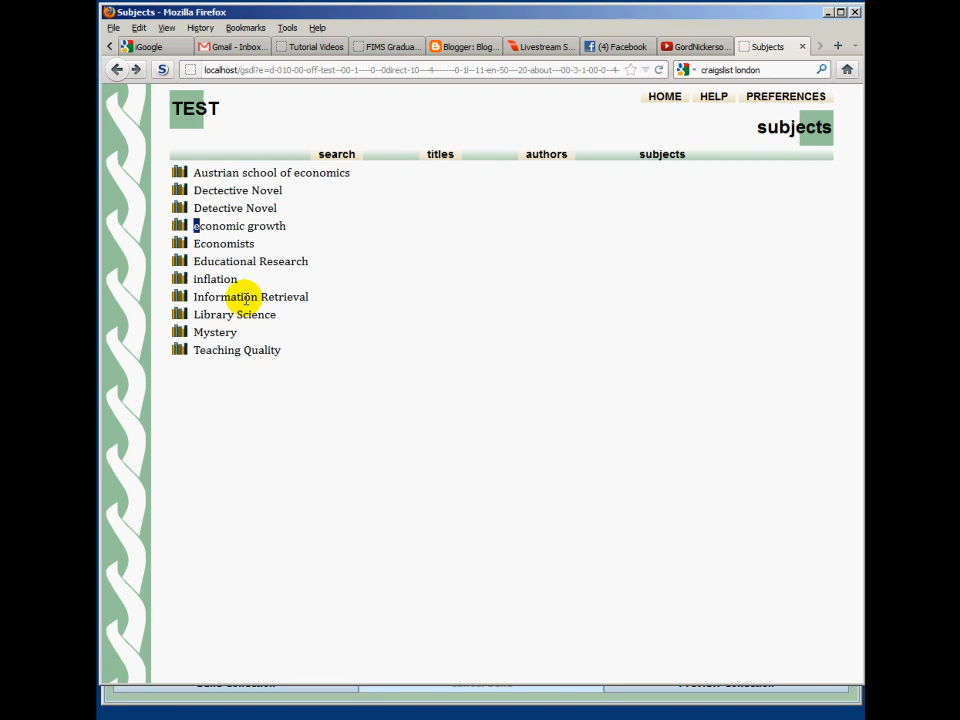 Subjects - Mozilla Firefox
File Edit View History Bookmarks Tools Help
iGoogle Gmail - Inbox... Tutorial Videos FIMS Gradua... Blogger: Blog... Livestream S... (4) Facebook GordNickerso... Subjects
localhost/gsdl?e=d-010-00-off-test--00-1----0--0direct-10---4-------0-1l--11-en-50---20-about---00-3-1-00-0--4- craigslist london
HOME HELP PREFERENCES
TEST
subjects
search titles authors subjects
Austrian school of economics
Dectective Novel
Detective Novel
economic growth
Economists
Educational Research
inflation
Information Retrieval
Library Science
Mystery
Teaching Quality